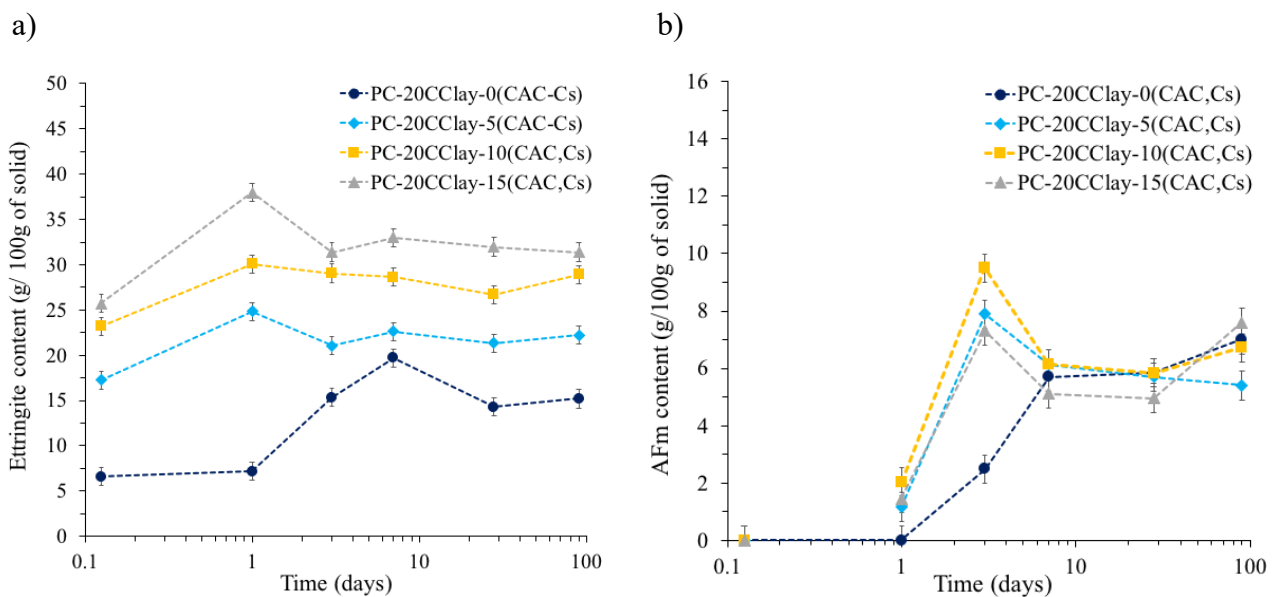 a)
b)
50
45
40
35
30
25
20
15
10
5
0
Ettringite content (g/ 100g of solid)
PC-20CClay-0(CAC-Cs)
PC-20CClay-5(CAC-Cs)
PC-20CClay-10(CAC,Cs)
PC-20CClay-15(CAC,Cs)
0.1
1
10
100
Time (days)
16
14
12
10
8
6
4
2
0
AFm content (g/100g of solid)
PC-20CClay-0(CAC,Cs)
PC-20CClay-5(CAC,Cs)
PC-20CClay-10(CAC,Cs)
PC-20CClay-15(CAC,Cs)
0.1
1
10
100
Time (days)